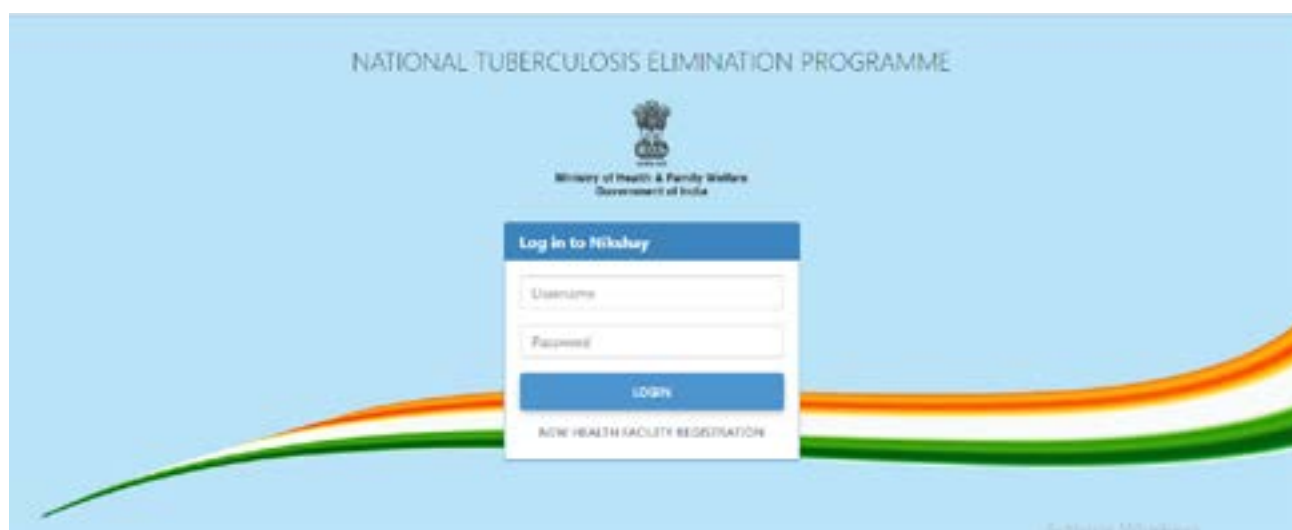 NATIONAL TUBERCULOSIS ELIMINATION PROGRAMME
Ministry of Health & Family Welfare
Government of India
Log in to Nikshay
Username
Password
LOGIN
NEW HEALTH FACILITY REGISTRATION